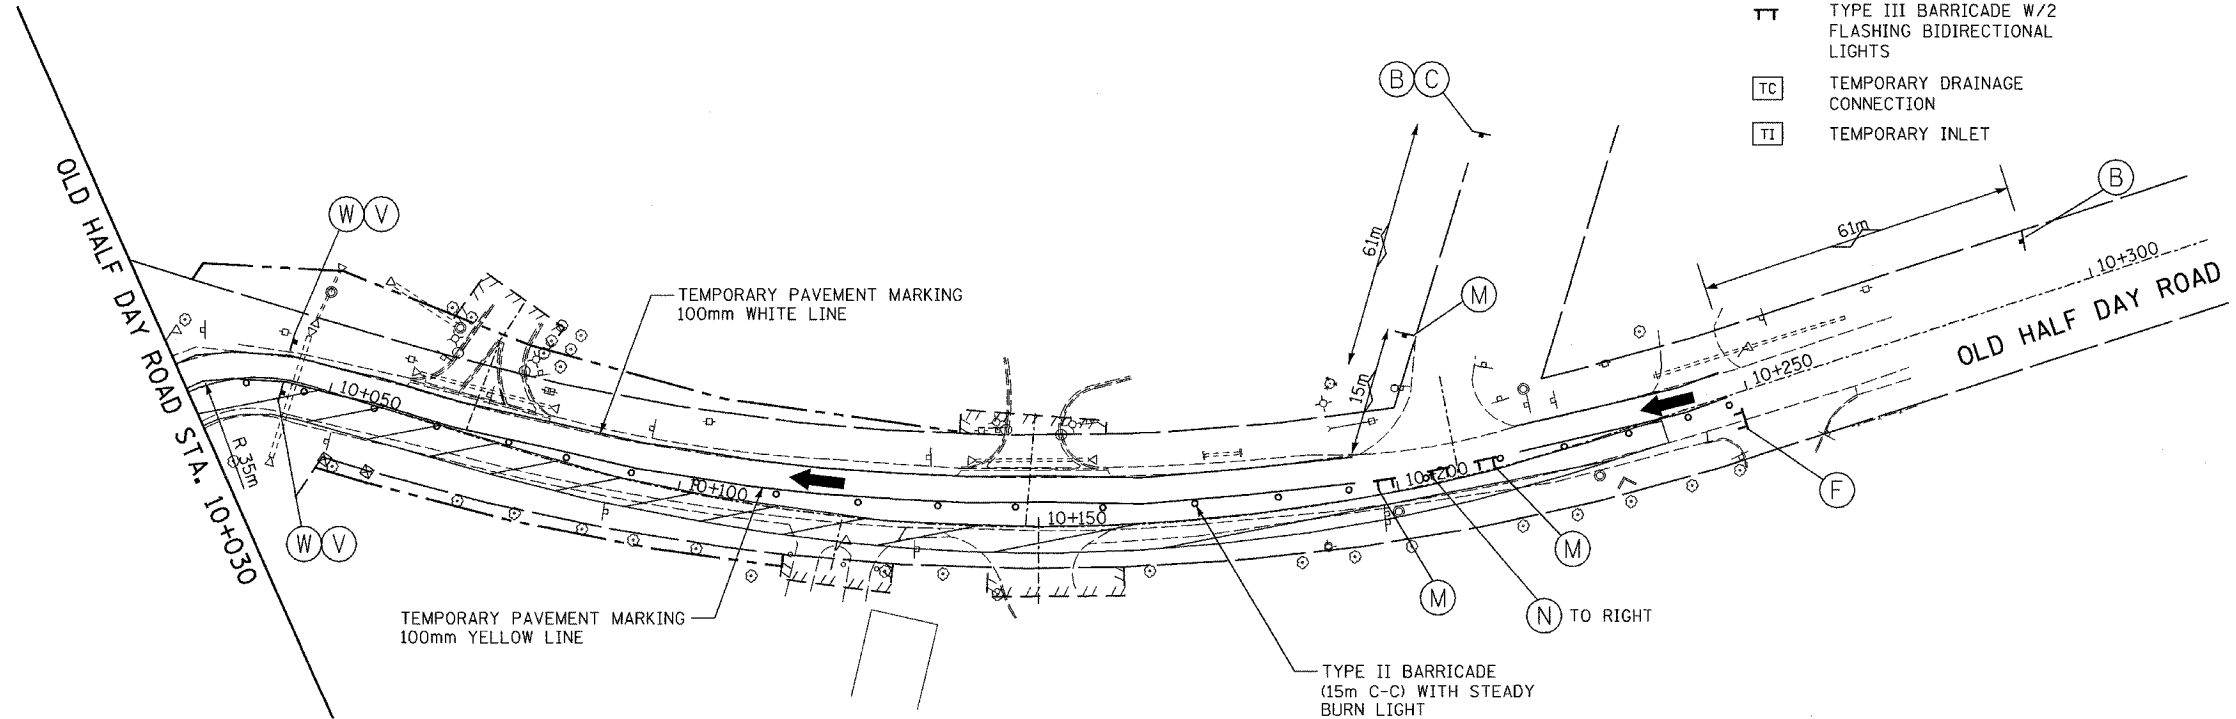 TYPE III BARRICADE W/2
FLASHING BIDIRECTIONAL
LIGHTS
TC
TEMPORARY DRAINAGE
CONNECTION
TI
TEMPORARY INLET
B
C
B
61m
61m
10+300
OLD HALF DAY ROAD
OLD HALF DAY ROAD STA. 10+030
W
V
TEMPORARY PAVEMENT MARKING
100mm WHITE LINE
M
15m
10+250
10+050
R 35m
10+100
10+150
10+200
F
W
V
M
M
N
TO RIGHT
TEMPORARY PAVEMENT MARKING
100mm YELLOW LINE
TYPE II BARRICADE
(15m C-C) WITH STEADY
BURN LIGHT